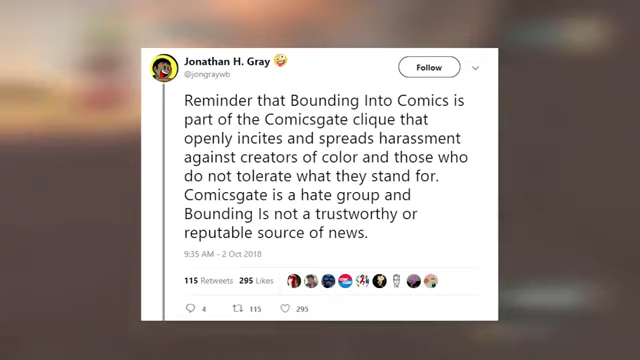 Jonathan H. Gray 🤪
@jongraywb
Follow
Reminder that Bounding Into Comics is
part of the Comicsgate clique that
openly incites and spreads harassment
against creators of color and those who
do not tolerate what they stand for.
Comicsgate is a hate group and
Bounding Is not a trustworthy or
reputable source of news.
9:35 AM - 2 Oct 2018
115 Retweets 295 Likes
4 115 295